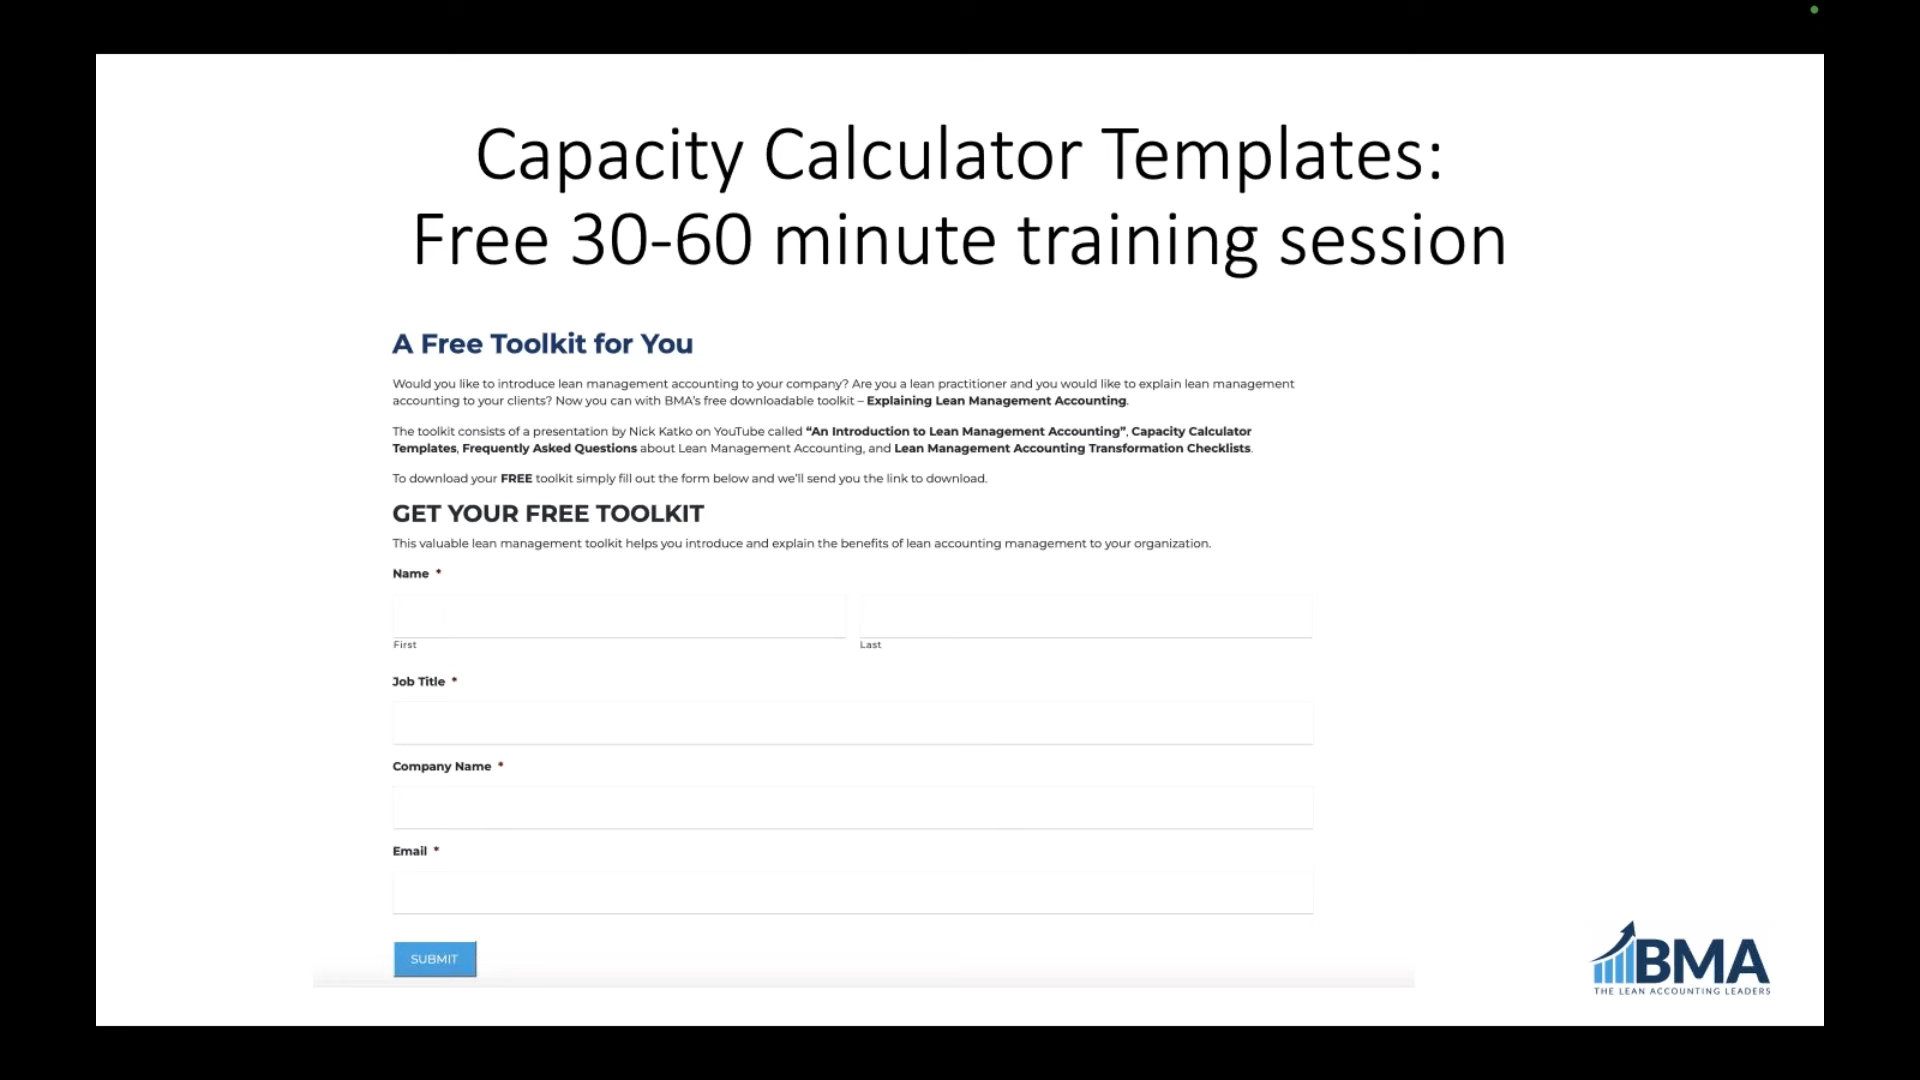 Capacity Calculator Templates:
Free 30-60 minute training session
A Free Toolkit for You
Would you like to introduce lean management accounting to your company? Are you a lean practitioner and you would like to explain lean management
accounting to your clients? Now you can with BMA's free downloadable toolkit – Explaining Lean Management Accounting.
The toolkit consists of a presentation by Nick Katko on YouTube called “An Introduction to Lean Management Accounting”, Capacity Calculator
Templates, Frequently Asked Questions about Lean Management Accounting, and Lean Management Accounting Transformation Checklists.
To download your FREE toolkit simply fill out the form below and we'll send you the link to download.
GET YOUR FREE TOOLKIT
This valuable lean management toolkit helps you introduce and explain the benefits of lean accounting management to your organization.
Name *
First Last
Job Title *
Company Name *
Email *
SUBMIT
BMA
THE LEAN ACCOUNTING LEADERS